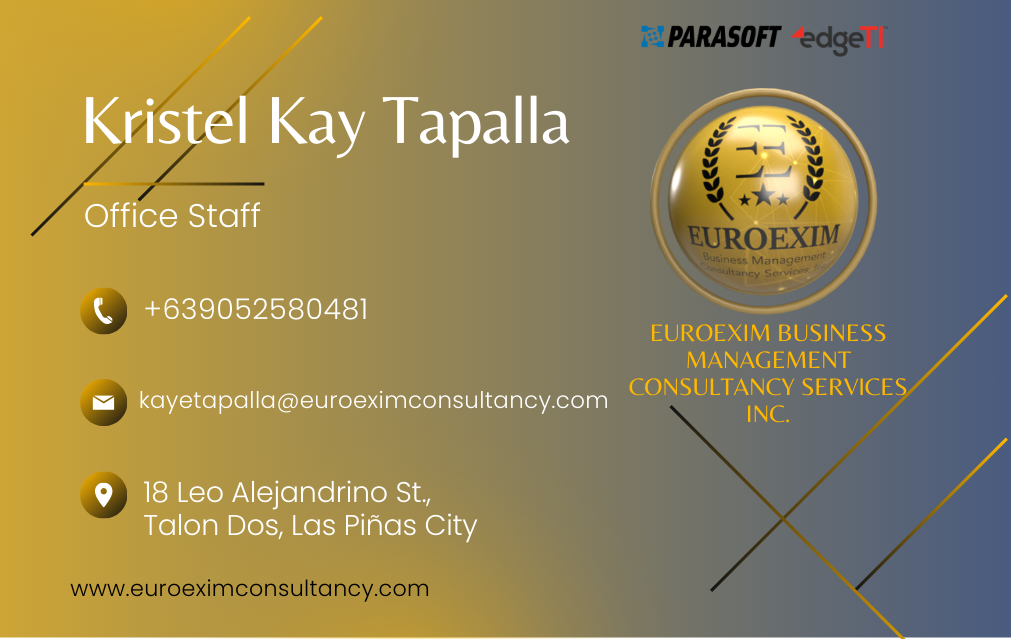 PARASOFT edgeTI
Kristel Kay Tapalla
Office Staff
+639052580481
kayetapalla@euroeximconsultancy.com
18 Leo Alejandrino St.,
Talon Dos, Las Piñas City
www.euroeximconsultancy.com
EUROEXIM
Business Management
Consultancy Services
EUROEXIM BUSINESS
MANAGEMENT
CONSULTANCY SERVICES
INC.